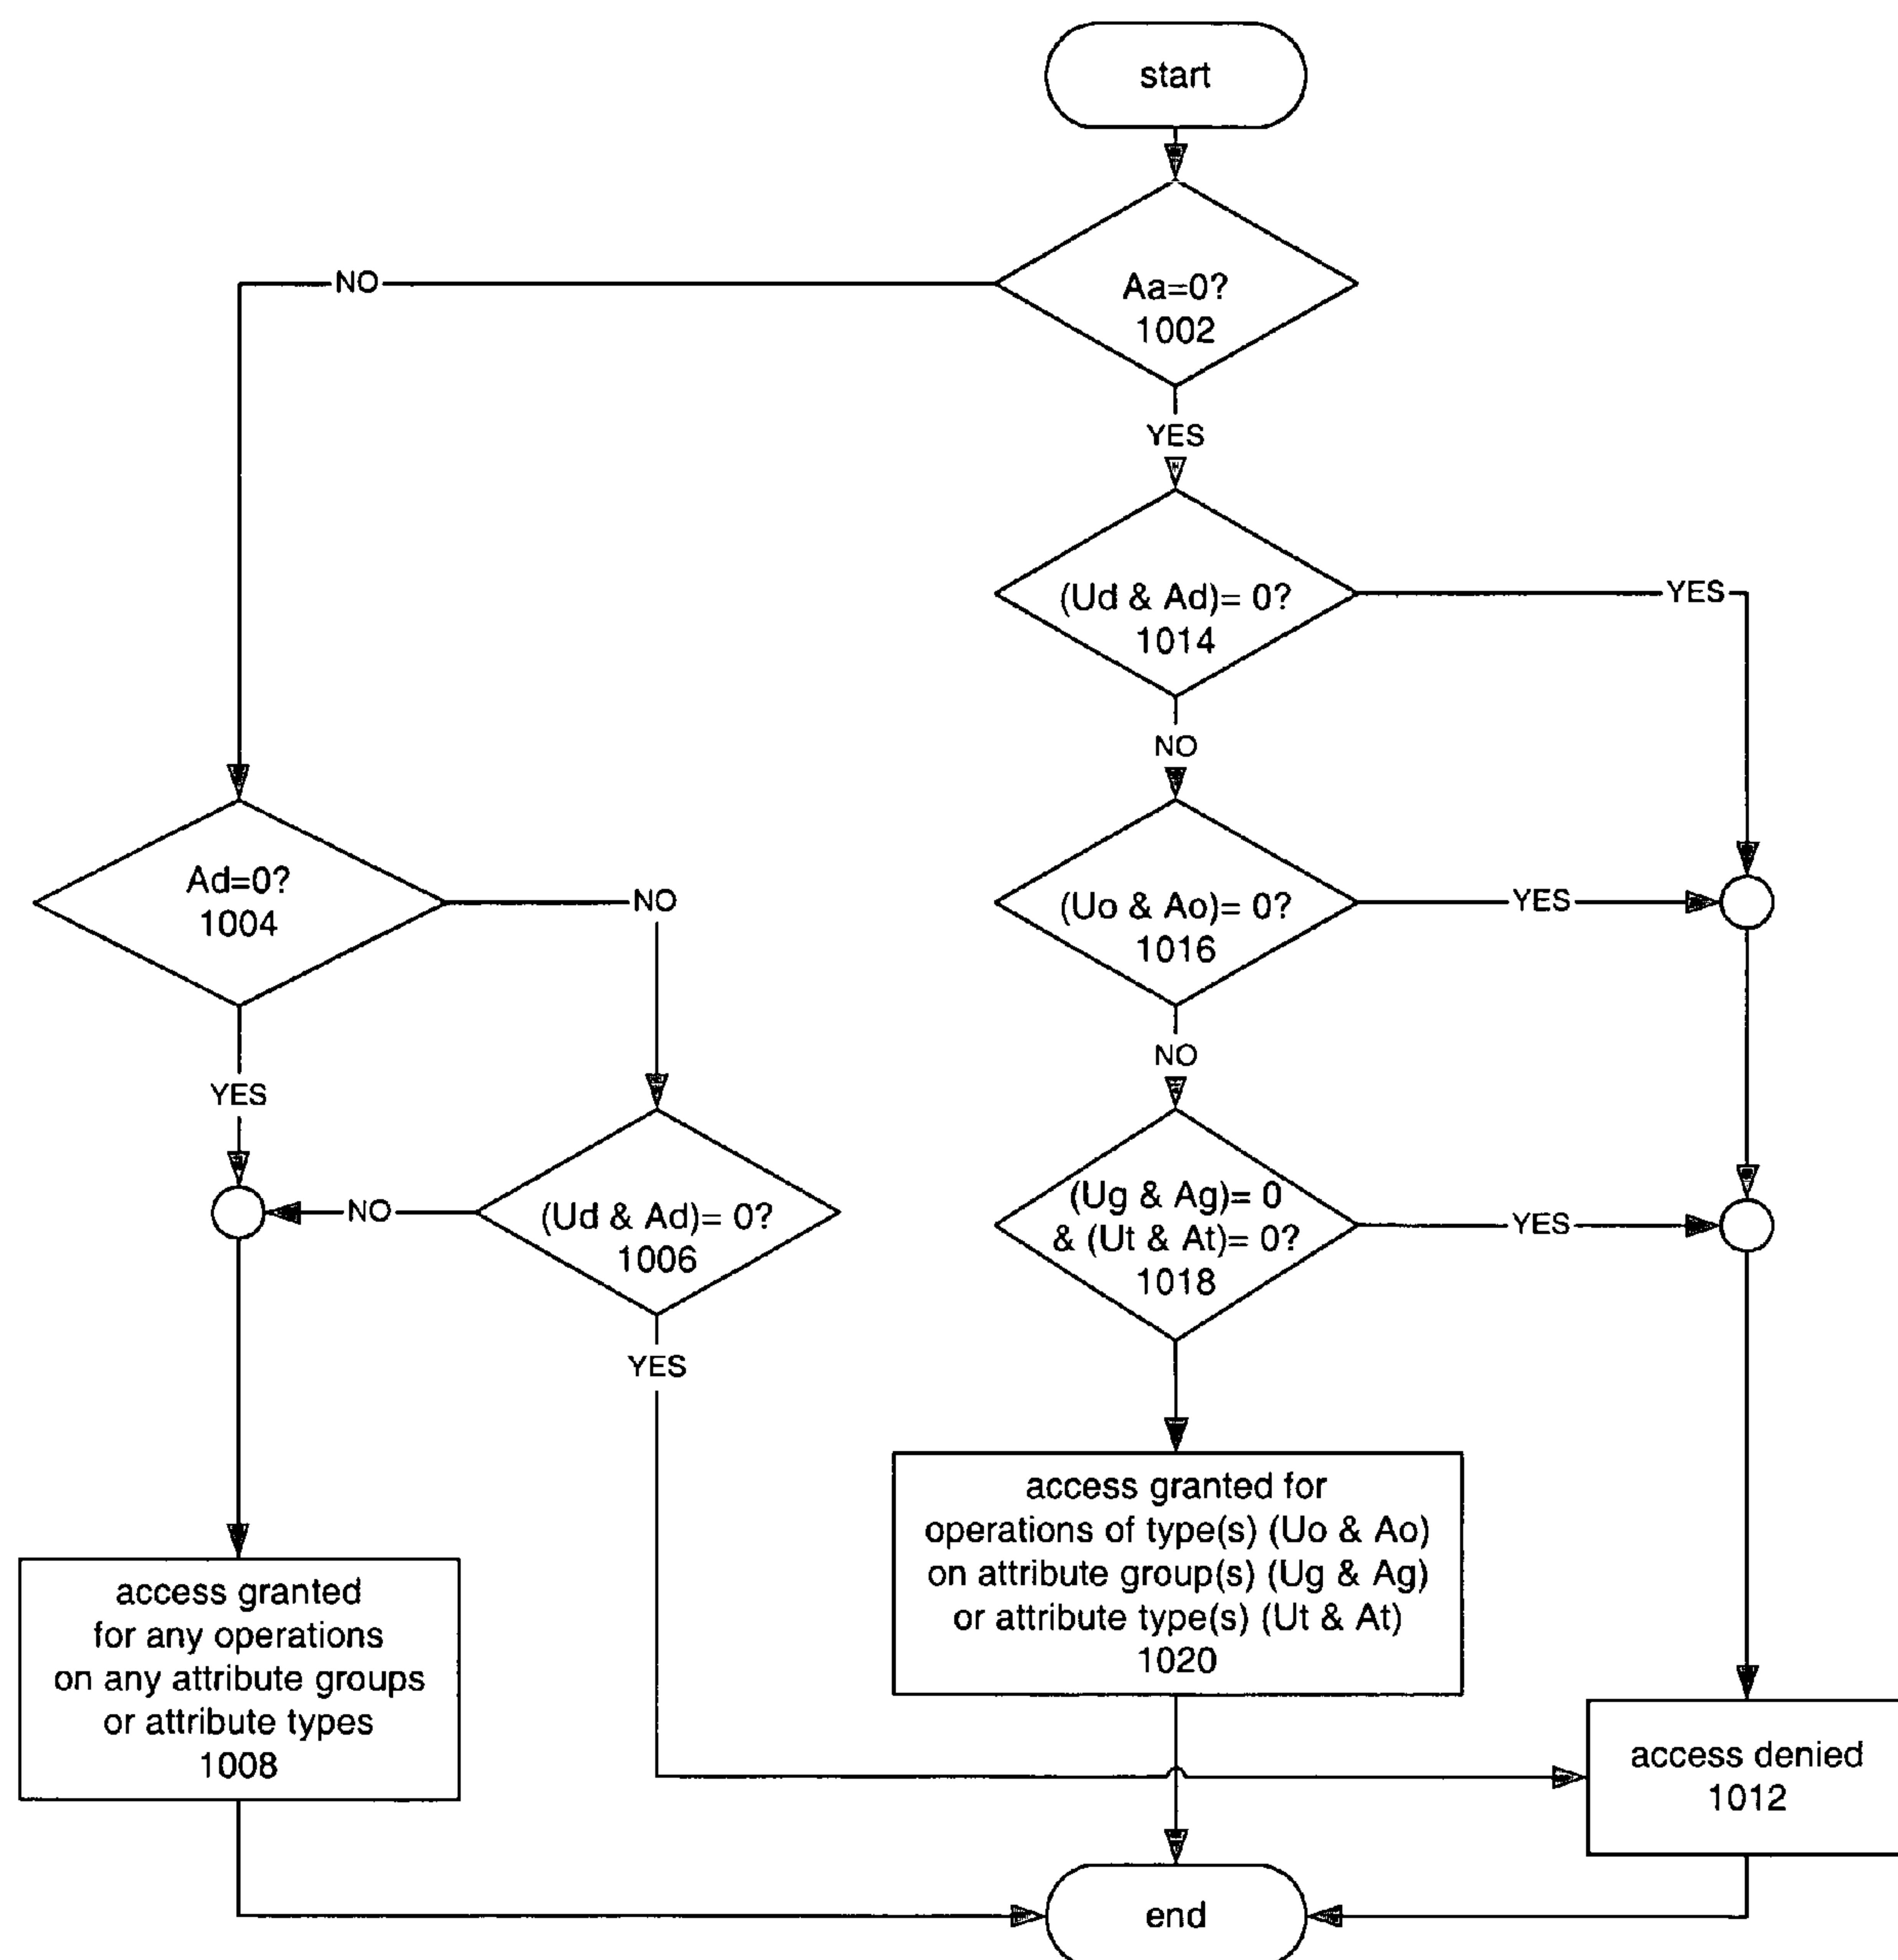 start
Aa=0?
1002
NO
YES
(Ud & Ad)= 0?
1014
YES
NO
Ad=0?
1004
NO
(Uo & Ao)= 0?
1016
YES
NO
YES
(Ud & Ad)= 0?
1006
NO
YES
(Ug & Ag)= 0
& (Ut & At)= 0?
1018
YES
access granted for
operations of type(s) (Uo & Ao)
on attribute group(s) (Ug & Ag)
or attribute type(s) (Ut & At)
1020
access granted
for any operations
on any attribute groups
or attribute types
1008
access denied
1012
end